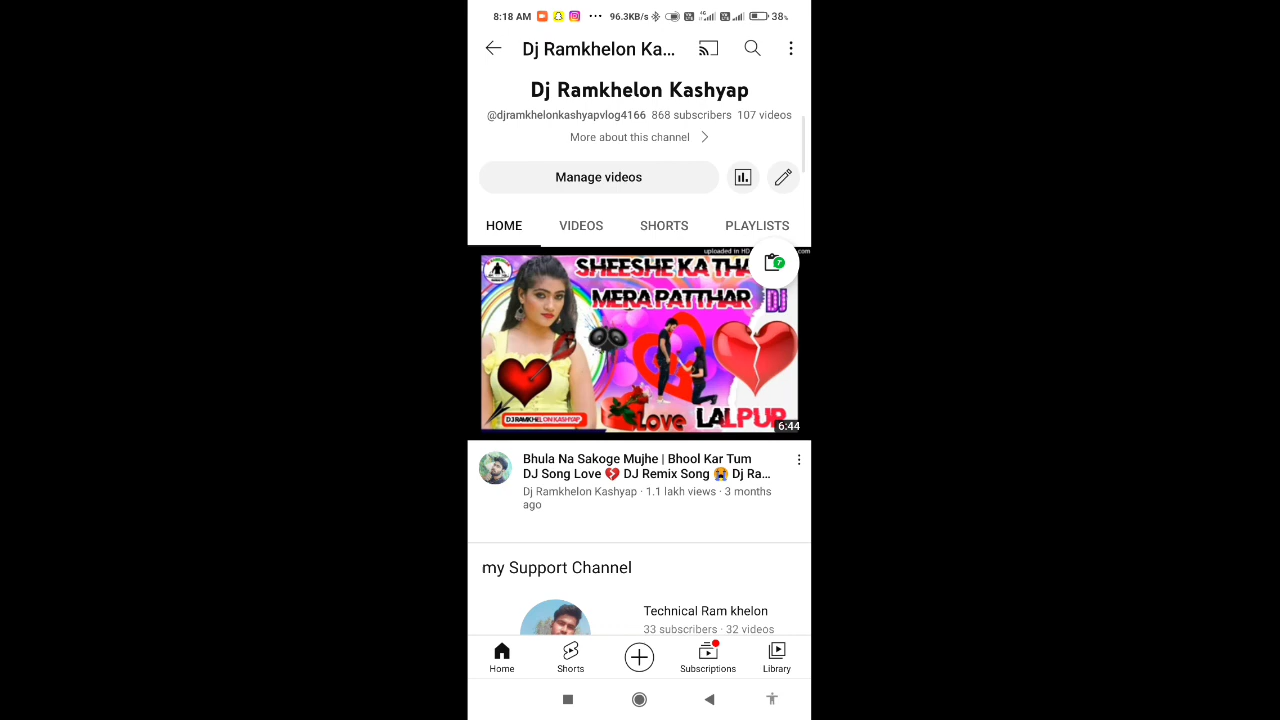 8:18 AM ... 96.3KB/s 38%
Dj Ramkhelon Ka...
Dj Ramkhelon Kashyap
@djramkhelonkashyapvlog4166 868 subscribers 107 videos
More about this channel
Manage videos
HOME VIDEOS SHORTS PLAYLISTS
uploaded in HD com
SHEESHE KA THA
MERA PATTHAR DJ
DJ RAMKHELON KASHYAP
Love LALPUR
6:44
Bhula Na Sakoge Mujhe | Bhool Kar Tum
DJ Song Love 💔 DJ Remix Song 😭 Dj Ra...
Dj Ramkhelon Kashyap · 1.1 lakh views · 3 months
ago
my Support Channel
Technical Ram khelon
33 subscribers · 32 videos
Home Shorts Subscriptions Library